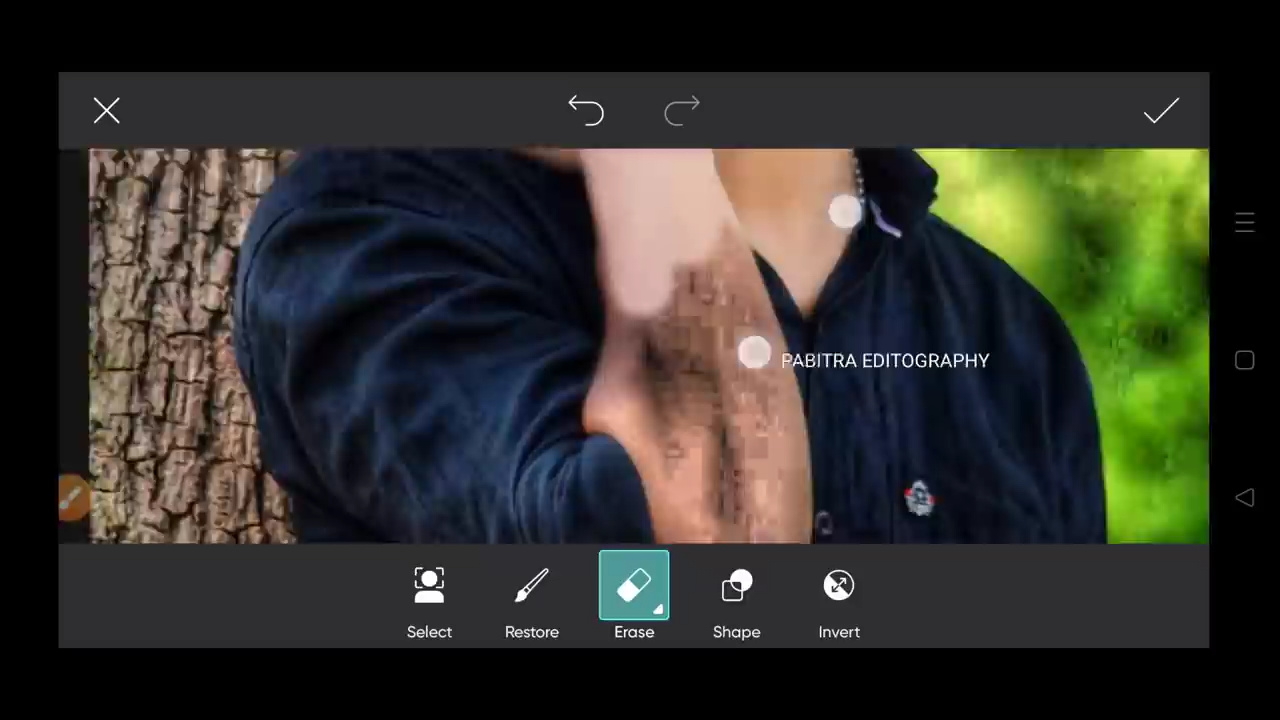 PABITRA EDITOGRAPHY
Select
Restore
Erase
Shape
Invert